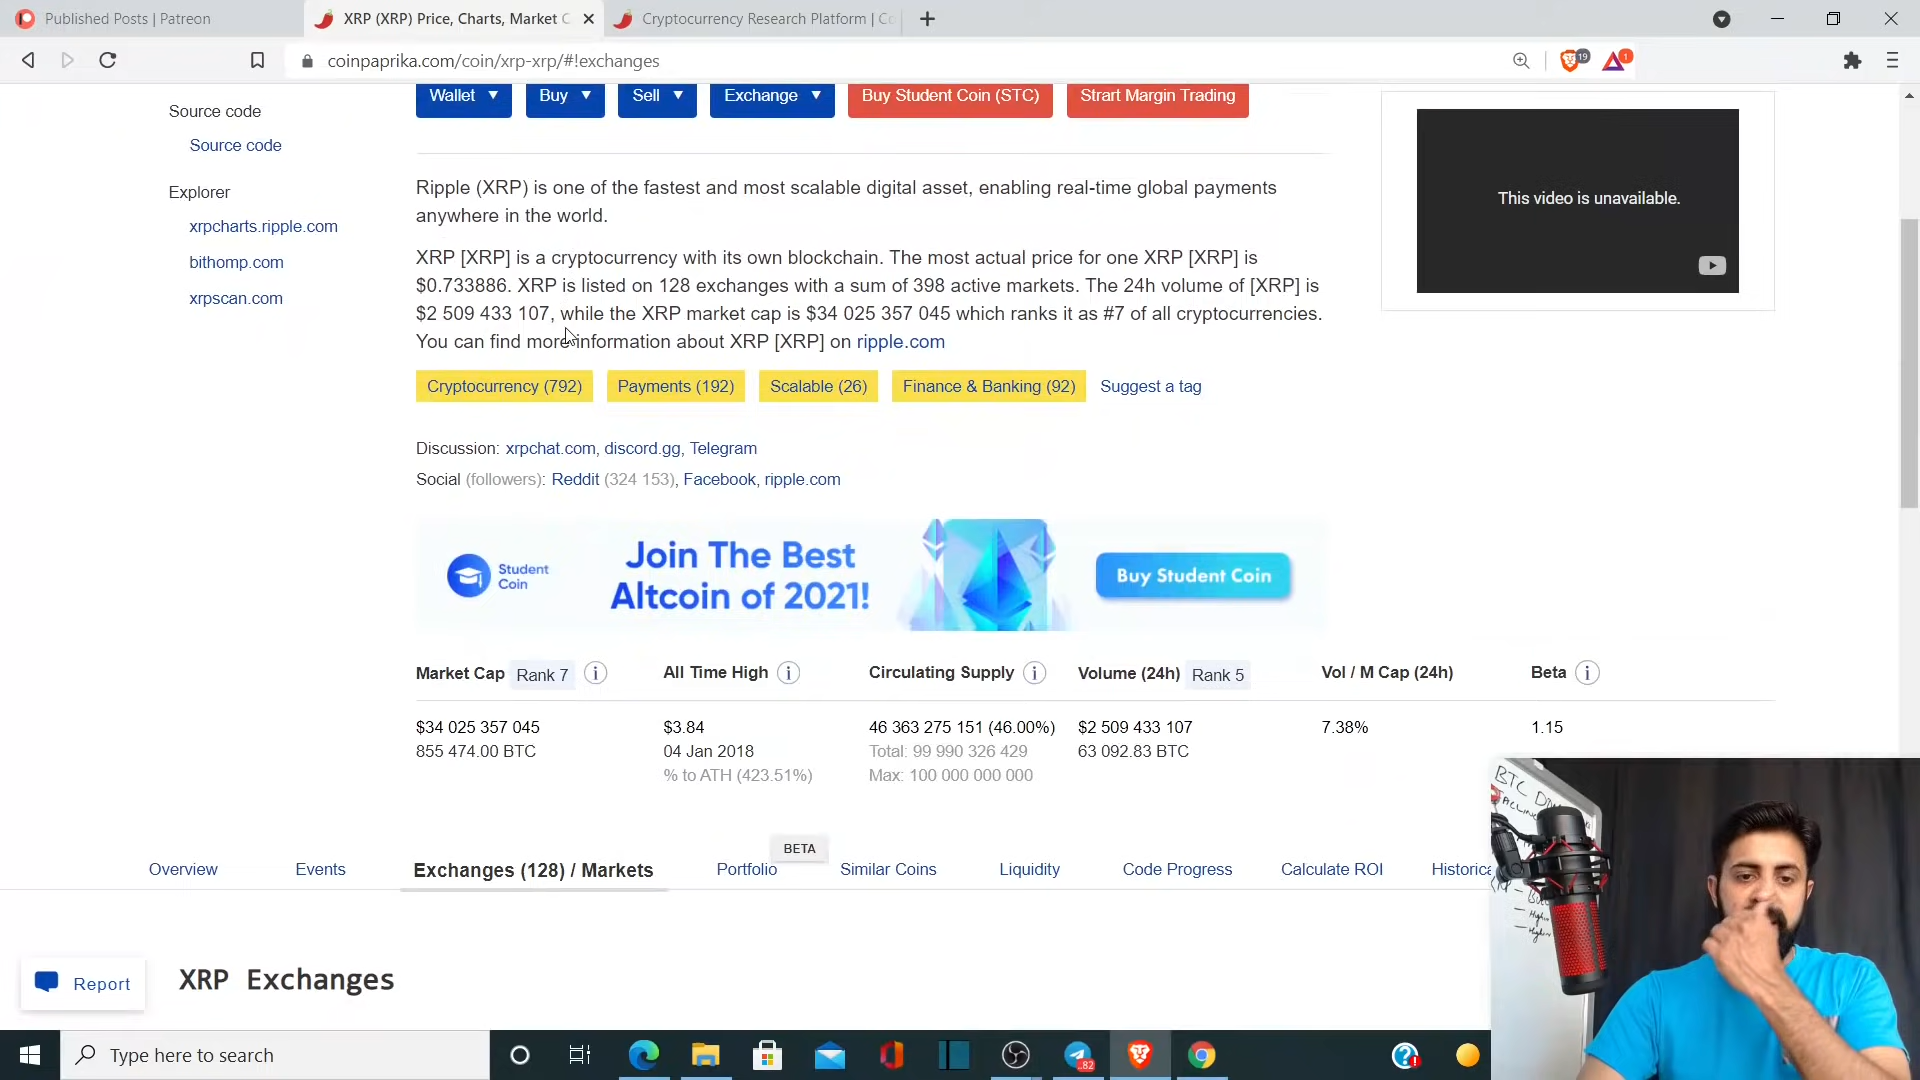 Published Posts | Patreon
XRP (XRP) Price, Charts, Market C
Cryptocurrency Research Platform | Co
coinpaprika.com/coin/xrp-xrp/#!exchanges
19
1
Source code
Source code
Explorer
xrpcharts.ripple.com
bithomp.com
xrpscan.com
Wallet
Buy
Sell
Exchange
Buy Student Coin (STC)
Strart Margin Trading
Ripple (XRP) is one of the fastest and most scalable digital asset, enabling real-time global payments
anywhere in the world.
XRP [XRP] is a cryptocurrency with its own blockchain. The most actual price for one XRP [XRP] is
$0.733886. XRP is listed on 128 exchanges with a sum of 398 active markets. The 24h volume of [XRP] is
$2 509 433 107, while the XRP market cap is $34 025 357 045 which ranks it as #7 of all cryptocurrencies.
You can find more information about XRP [XRP] on ripple.com
Cryptocurrency (792) Payments (192) Scalable (26) Finance & Banking (92) Suggest a tag
Discussion: xrpchat.com, discord.gg, Telegram
Social (followers): Reddit (324 153), Facebook, ripple.com
This video is unavailable.
Student
Coin
Join The Best
Altcoin of 2021!
Buy Student Coin
Market Cap Rank 7
All Time High
Circulating Supply
Volume (24h) Rank 5
Vol / M Cap (24h)
Beta
$34 025 357 045
855 474.00 BTC
$3.84
04 Jan 2018
% to ATH (423.51%)
46 363 275 151 (46.00%)
Total: 99 990 326 429
Max: 100 000 000 000
$2 509 433 107
63 092.83 BTC
7.38%
1.15
BETA
Overview
Events
Exchanges (128) / Markets
Portfolio
Similar Coins
Liquidity
Code Progress
Calculate ROI
Historica
Report
XRP Exchanges
BTC
Type here to search
82